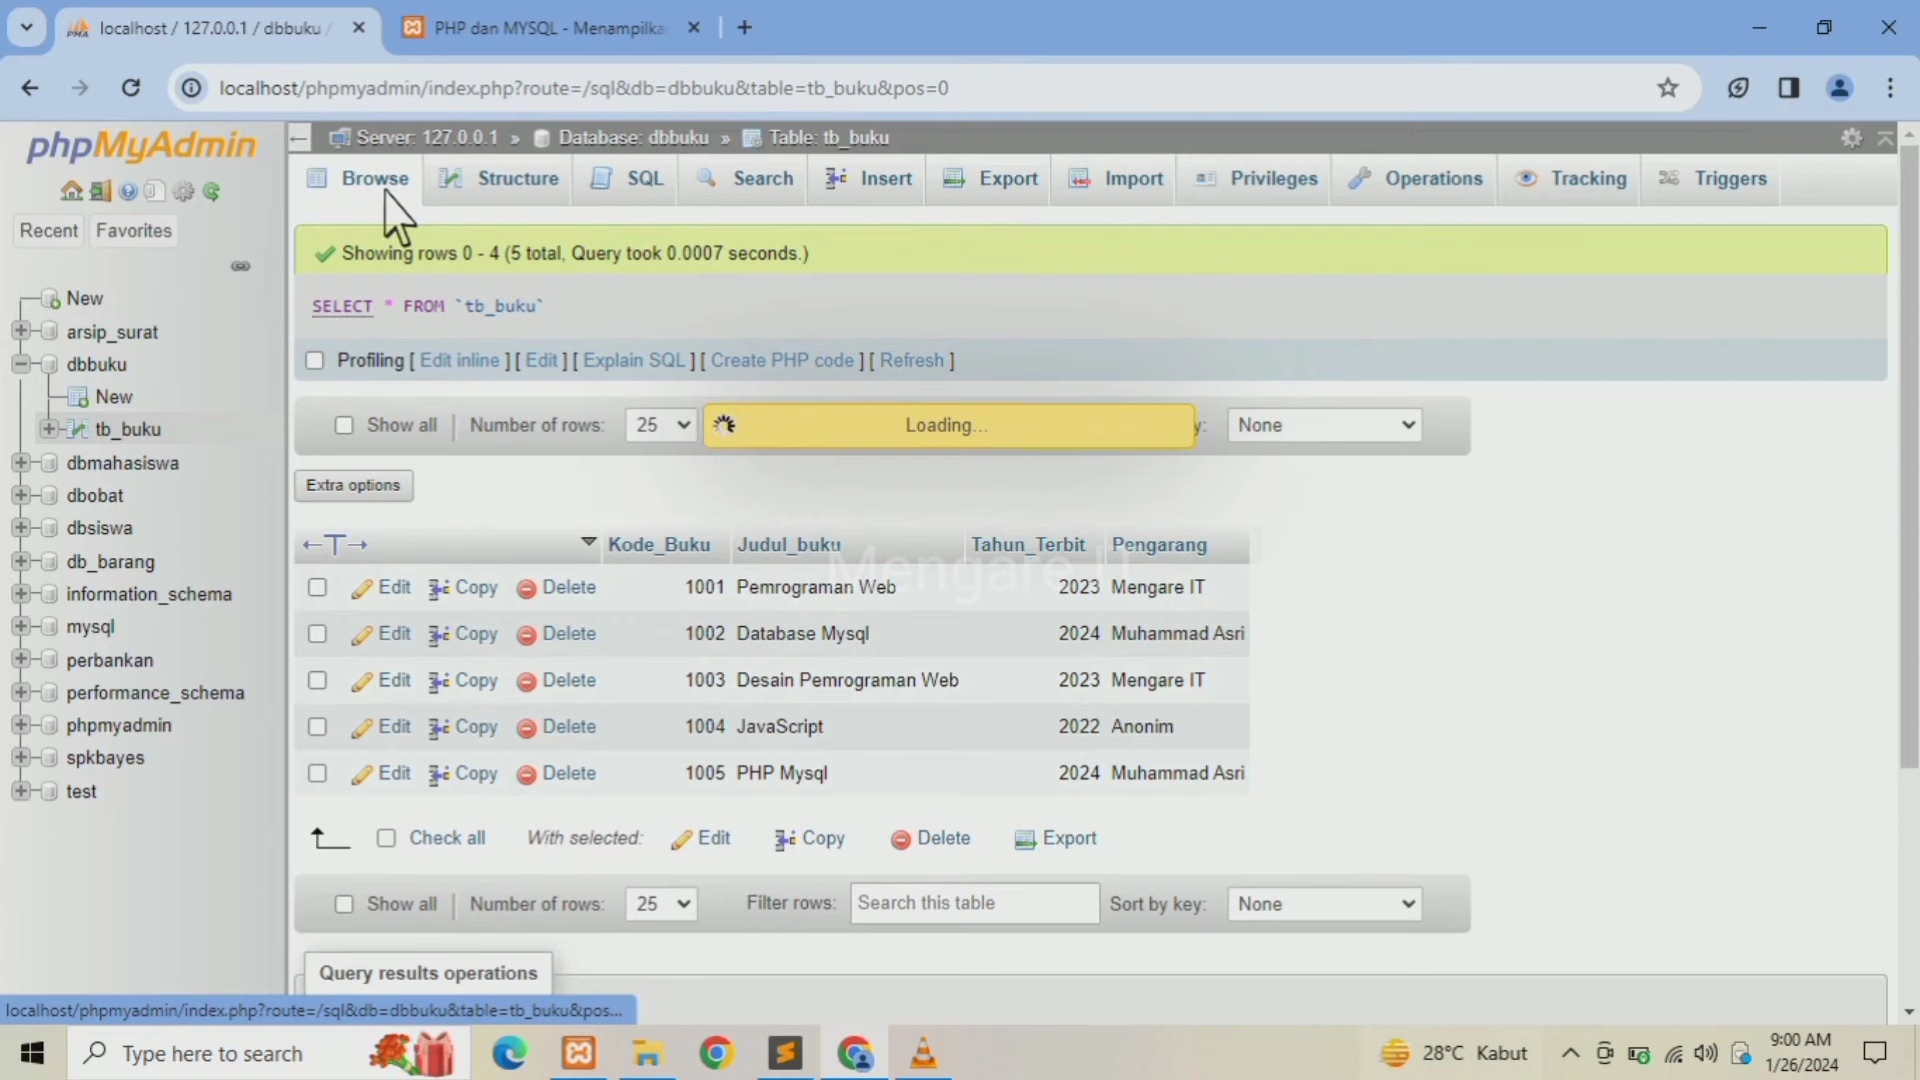 localhost / 127.0.0.1 / dbbuku /
PHP dan MYSQL - Menampilka
localhost/phpmyadmin/index.php?route=/sql&db=dbbuku&table=tb_buku&pos=0
phpMyAdmin
Server: 127.0.0.1 » Database: dbbuku » Table: tb_buku
Browse Structure SQL Search Insert Export Import Privileges Operations Tracking Triggers
Recent Favorites
New
arsip_surat
dbbuku
New
tb_buku
dbmahasiswa
dbobat
dbsiswa
db_barang
information_schema
mysql
perbankan
performance_schema
phpmyadmin
spkbayes
test
Showing rows 0 - 4 (5 total, Query took 0.0007 seconds.)
SELECT * FROM `tb_buku`
Profiling [ Edit inline ] [ Edit ] [ Explain SQL ] [ Create PHP code ] [ Refresh ]
Show all Number of rows: 25 Loading... y: None
Extra options
←T→ Kode_Buku Judul_buku Tahun_Terbit Pengarang
Mengare IT
Edit Copy Delete 1001 Pemrograman Web 2023 Mengare IT
Edit Copy Delete 1002 Database Mysql 2024 Muhammad Asri
Edit Copy Delete 1003 Desain Pemrograman Web 2023 Mengare IT
Edit Copy Delete 1004 JavaScript 2022 Anonim
Edit Copy Delete 1005 PHP Mysql 2024 Muhammad Asri
Check all With selected: Edit Copy Delete Export
Show all Number of rows: 25 Filter rows: Search this table Sort by key: None
Query results operations
localhost/phpmyadmin/index.php?route=/sql&db=dbbuku&table=tb_buku&pos...
Type here to search
28°C Kabut
9:00 AM
1/26/2024